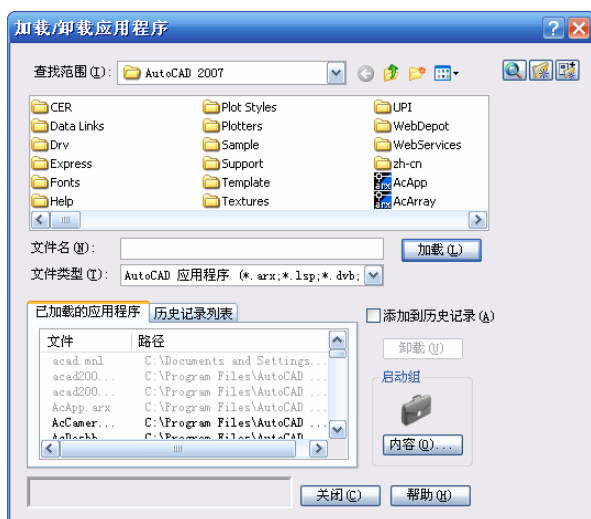 加载/卸载应用程序
查找范围(I): AutoCAD 2007
CER Plot Styles UPI
Data Links Plotters WebDepot
Drv Sample WebServices
Express Support zh-cn
Fonts Template AcApp
Help Textures AcArray
文件名(N):
加载(L)
文件类型(T): AutoCAD 应用程序 (*.arx;*.lsp;*.dvb;
已加载的应用程序 历史记录列表
添加到历史记录(A)
文件 路径
卸载(U)
acad.mnl C:\Documents and Settings...
acad200... C:\Program Files\AutoCAD ...
acad200... C:\Program Files\AutoCAD ...
AcApp.arx C:\Program Files\AutoCAD ...
AcCamer... C:\Program Files\AutoCAD ...
C:\Program Files\AutoCAD
启动组
内容(O)...
关闭(C) 帮助(H)